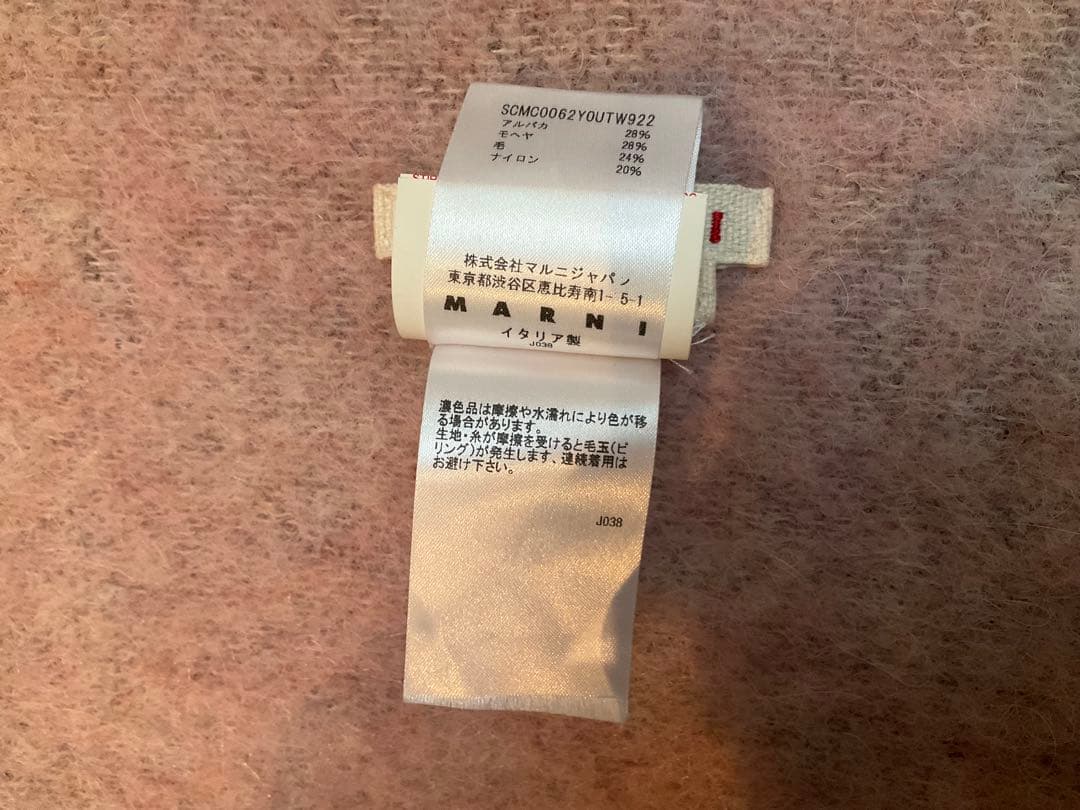 SCMC0062Y0UTW922
アルパカ 28%
モヘヤ 28%
毛 24%
ナイロン 20%
株式会社マルニジャパン
東京都渋谷区恵比寿南1-5-1
MARNI
イタリア製
J038
濃色品は摩擦や水濡れにより色が移
る場合があります。
生地・糸が摩擦を受けると毛玉(ピ
リング)が発生します、連続着用は
お避け下さい。
J038